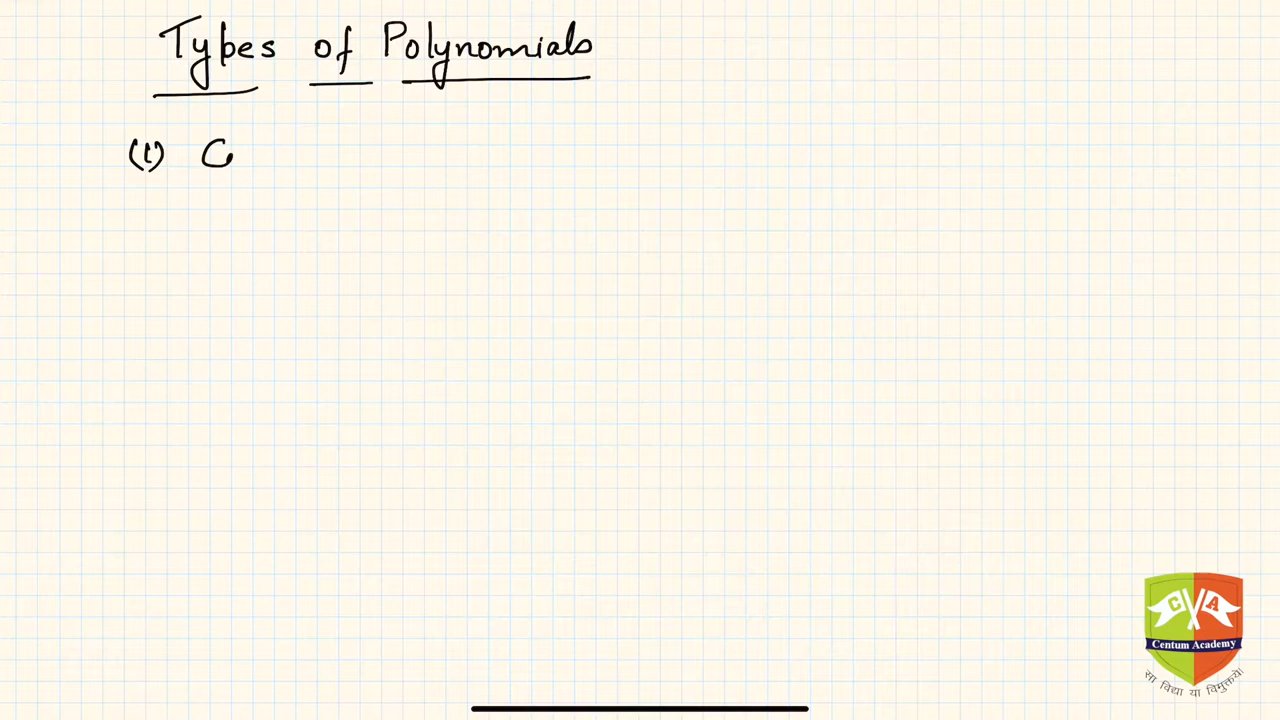 Types of Polynomials
(1) C
C A
Centum Academy
सा विद्या या विमुक्तये।